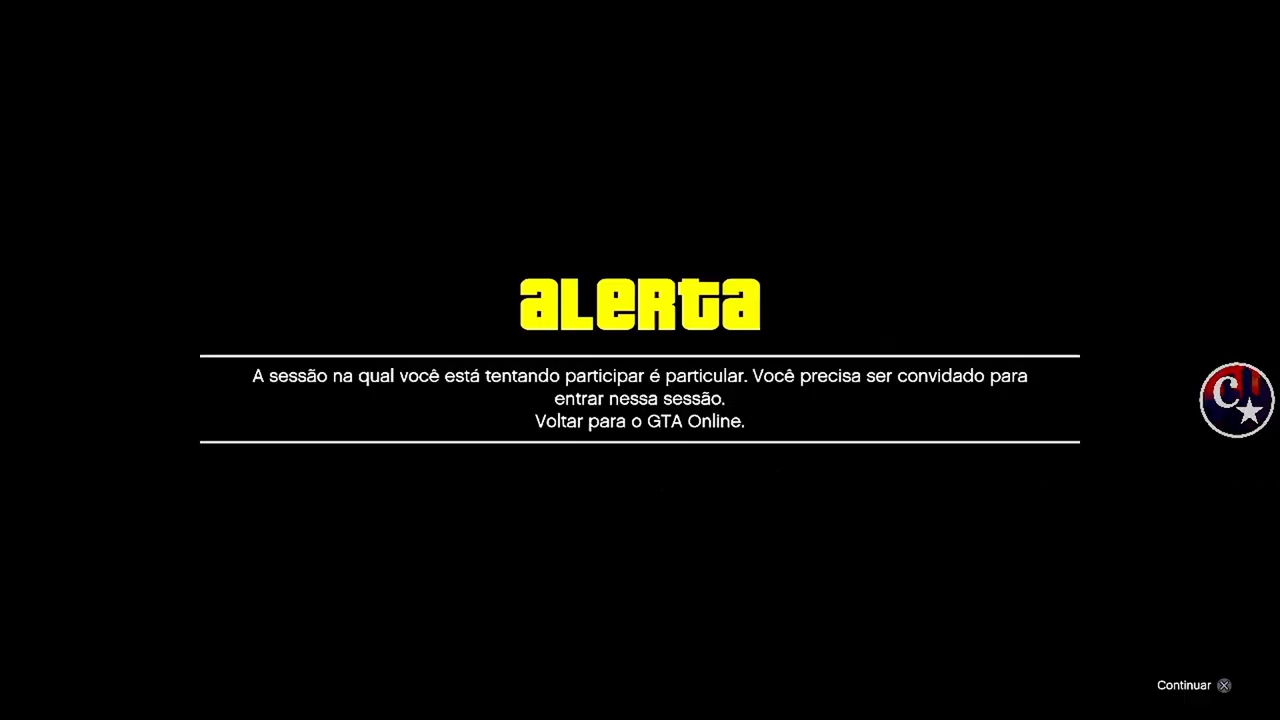 alerta
A sessão na qual você está tentando participar é particular. Você precisa ser convidado para
entrar nessa sessão.
Voltar para o GTA Online.
C
Continuar